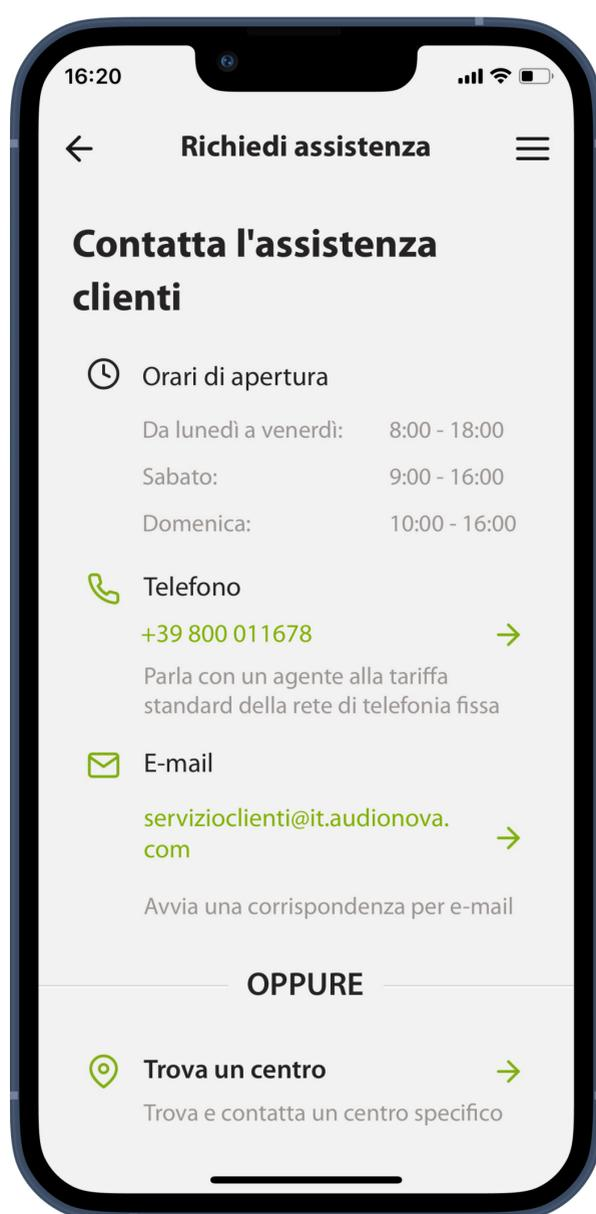 16:20
Richiedi assistenza
Contatta l'assistenza
clienti
Orari di apertura
Da lunedì a venerdì: 8:00 - 18:00
Sabato: 9:00 - 16:00
Domenica: 10:00 - 16:00
Telefono
+39 800 011678
Parla con un agente alla tariffa
standard della rete di telefonia fissa
E-mail
servizioclienti@it.audionova.
com
Avvia una corrispondenza per e-mail
OPPURE
Trova un centro
Trova e contatta un centro specifico